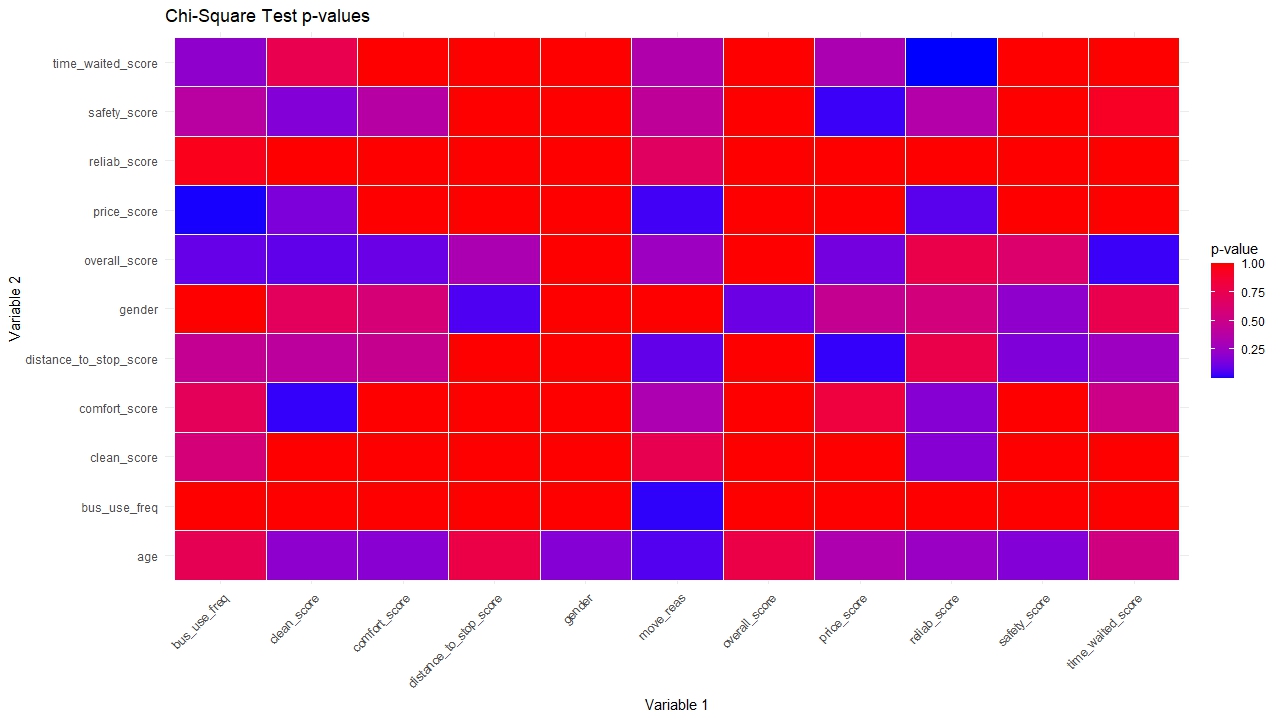 Chi-Square Test p-values
time_waited_score
safety_score
reliab_score
price_score
overall_score
gender
distance_to_stop_score
comfort_score
clean_score
bus_use_freq
age
Variable 2
bus_use_freq
clean_score
comfort_score
distance_to_stop_score
gender
move_reas
overall_score
price_score
reliab_score
safety_score
time_waited_score
Variable 1
p-value
1.00
0.75
0.50
0.25